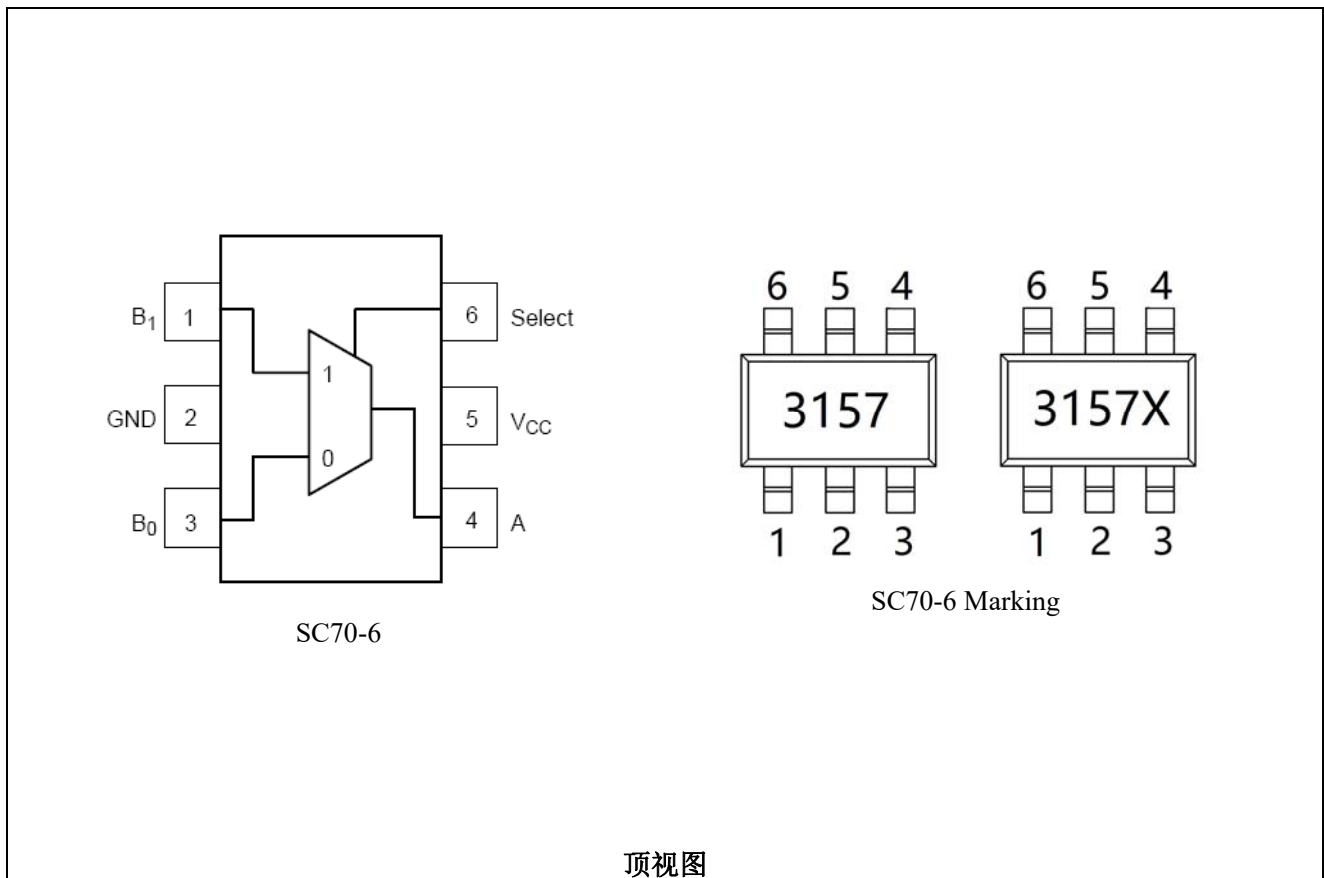 B₁ 1
GND 2
B₀ 3
1
0
6 Select
5 V_CC
4 A
SC70-6
6 5 4
3157
1 2 3
6 5 4
3157X
1 2 3
SC70-6 Marking
顶视图